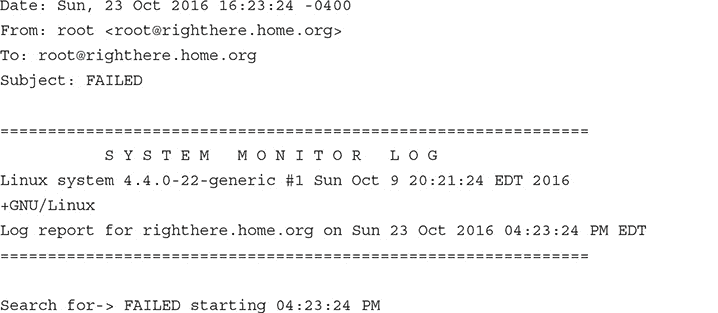 Date: Sun, 23 Oct 2016 16:23:24 -0400
From: root <root@righthere.home.org>
To: root@righthere.home.org
Subject: FAILED
==============================================================
S Y S T E M   M O N I T O R   L O G
Linux system 4.4.0-22-generic #1 Sun Oct 9 20:21:24 EDT 2016
+GNU/Linux
Log report for righthere.home.org on Sun 23 Oct 2016 04:23:24 PM EDT
==============================================================
Search for-> FAILED starting 04:23:24 PM